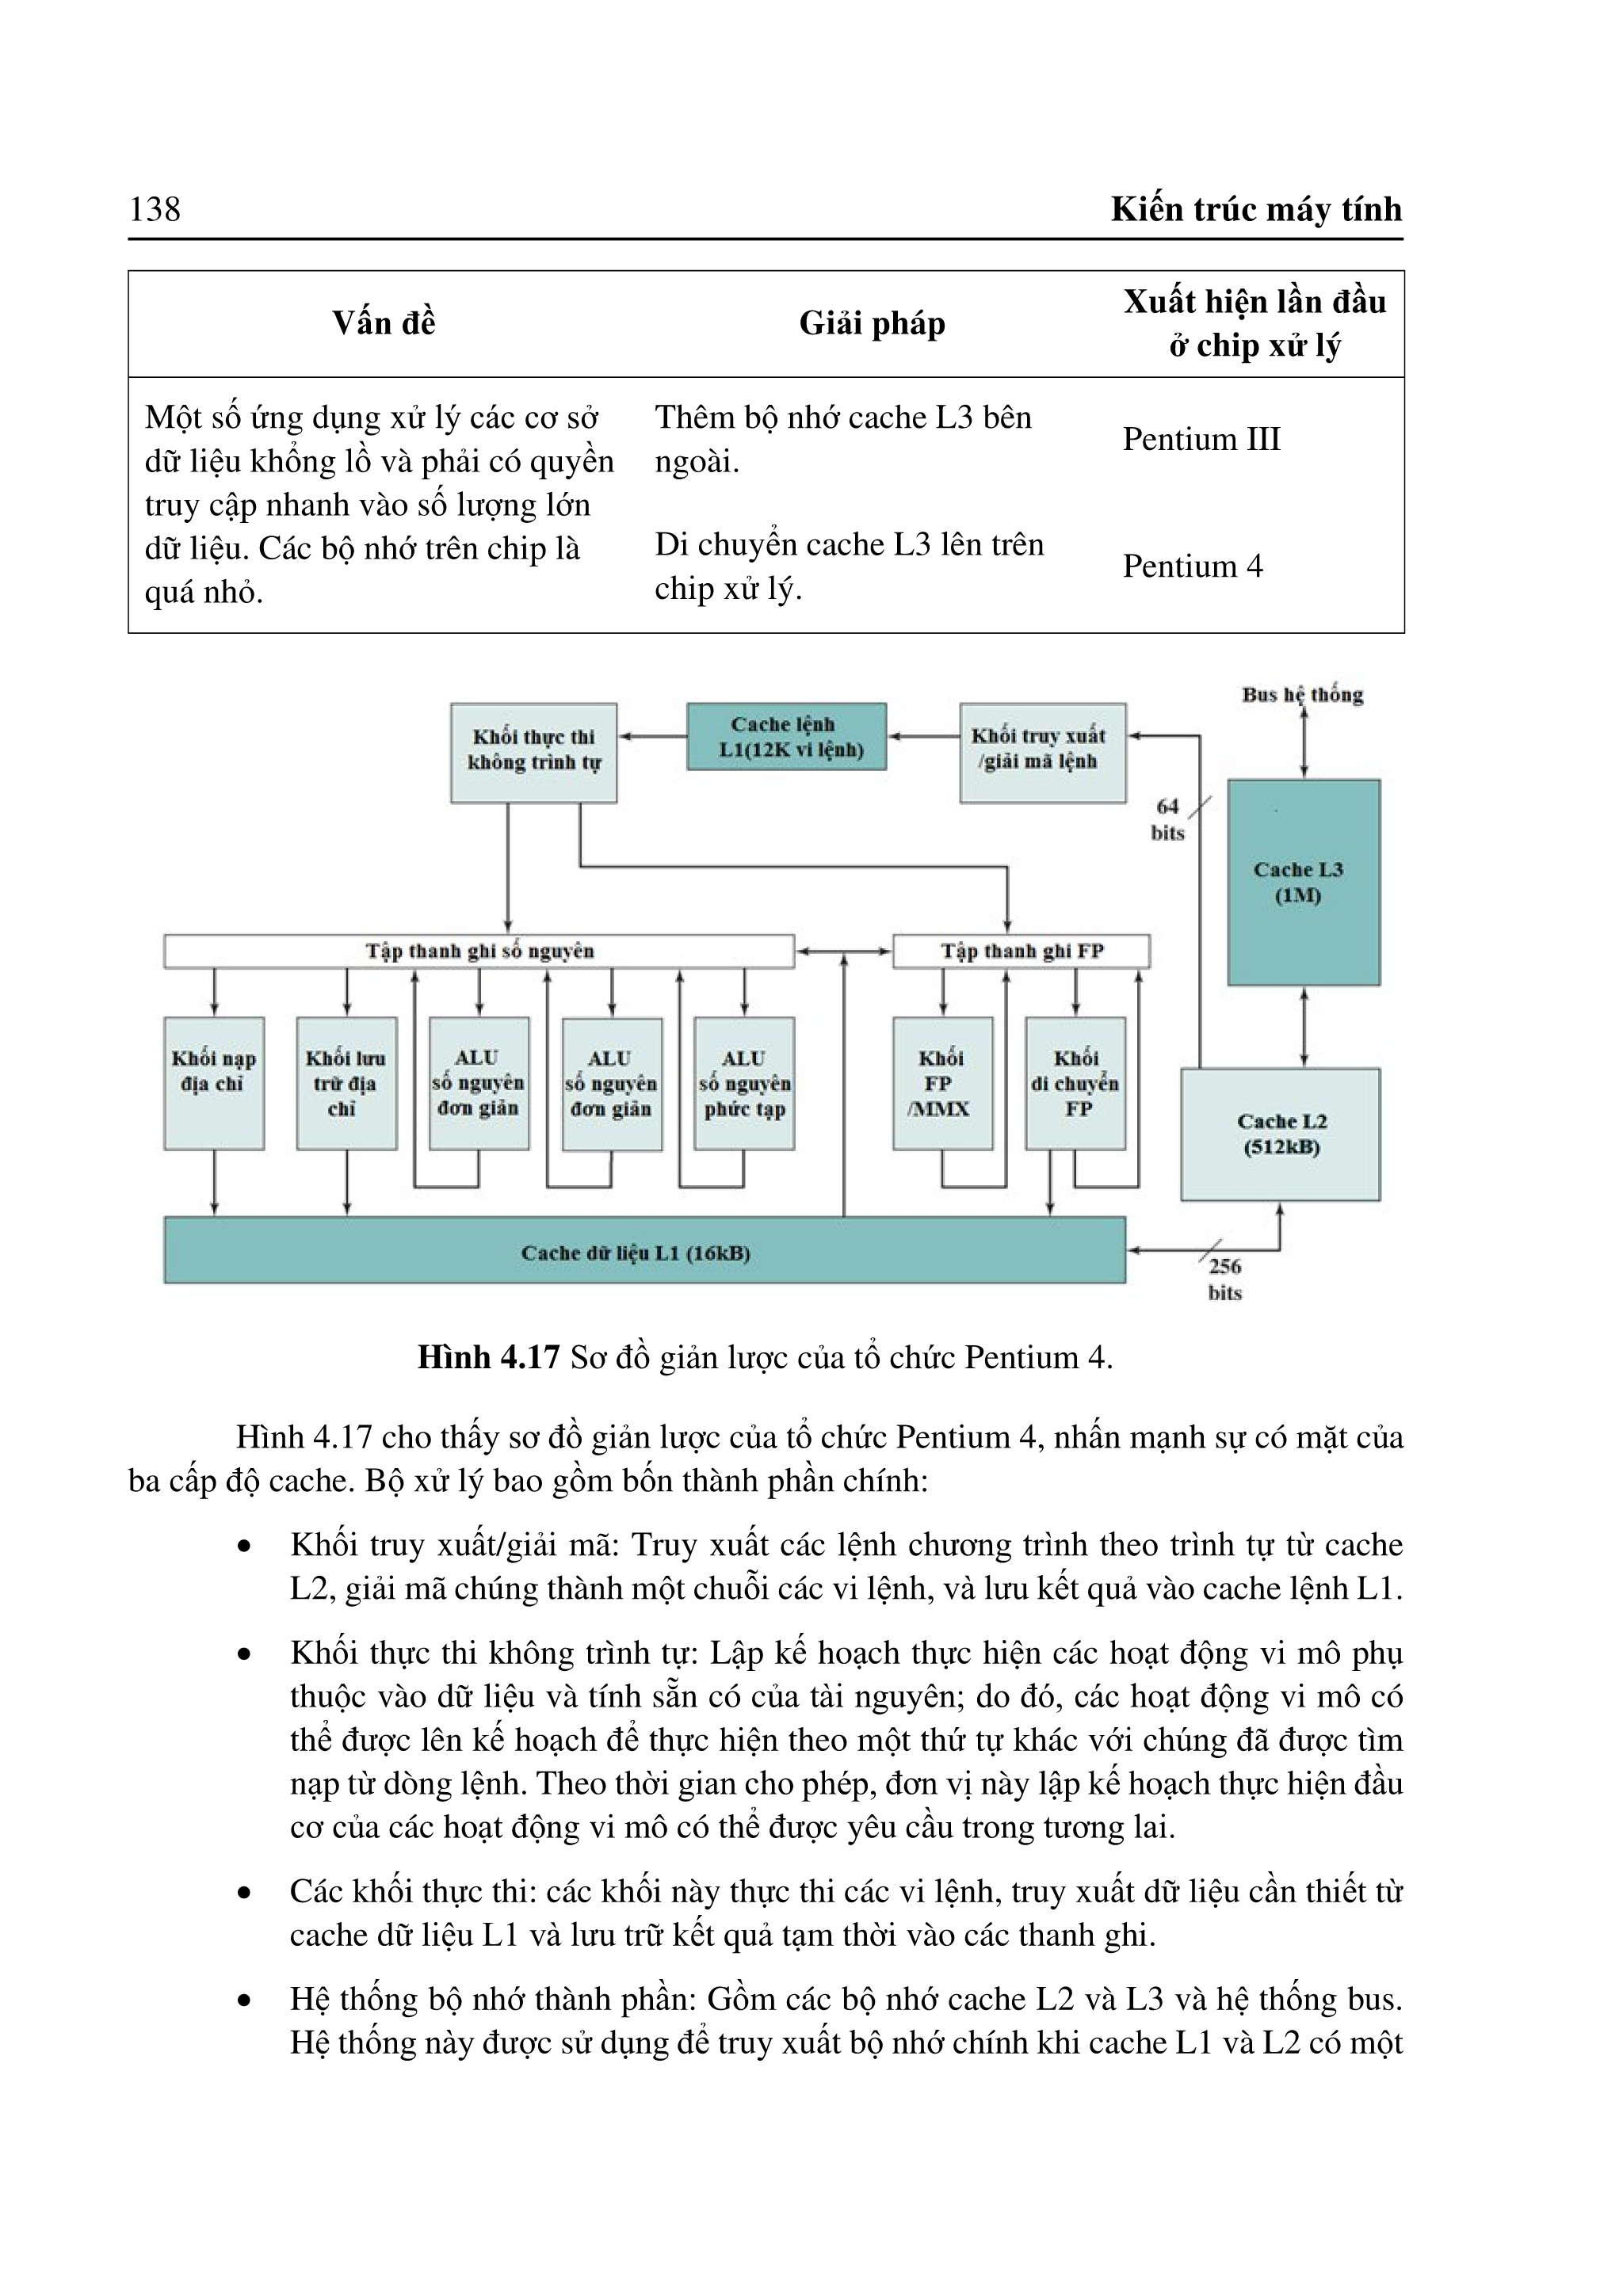 138
Kiến trúc máy tính
Vấn đề
Giải pháp
Xuất hiện lần đầu
ở chip xử lý
Một số ứng dụng xử lý các cơ sở
dữ liệu khổng lồ và phải có quyền
truy cập nhanh vào số lượng lớn
dữ liệu. Các bộ nhớ trên chip là
quá nhỏ.
Thêm bộ nhớ cache L3 bên
ngoài.
Pentium III
Di chuyển cache L3 lên trên
chip xử lý.
Pentium 4
Bus hệ thống
Khối thực thi
không trình tự
Cache lệnh
L1(12K vi lệnh)
Khối truy xuất
/giải mã lệnh
64
bits
Cache L3
(1M)
Tập thanh ghi số nguyên
Tập thanh ghi FP
Khối nạp
địa chỉ
Khối lưu
trữ địa
chỉ
ALU
số nguyên
đơn giản
ALU
số nguyên
đơn giản
ALU
số nguyên
phức tạp
Khối
FP
/MMX
Khối
di chuyển
FP
Cache L2
(512kB)
Cache dữ liệu L1 (16kB)
256
bits
Hình 4.17 Sơ đồ giản lược của tổ chức Pentium 4.
Hình 4.17 cho thấy sơ đồ giản lược của tổ chức Pentium 4, nhấn mạnh sự có mặt của
ba cấp độ cache. Bộ xử lý bao gồm bốn thành phần chính:
• Khối truy xuất/giải mã: Truy xuất các lệnh chương trình theo trình tự từ cache
L2, giải mã chúng thành một chuỗi các vi lệnh, và lưu kết quả vào cache lệnh L1.
• Khối thực thi không trình tự: Lập kế hoạch thực hiện các hoạt động vi mô phụ
thuộc vào dữ liệu và tính sẵn có của tài nguyên; do đó, các hoạt động vi mô có
thể được lên kế hoạch để thực hiện theo một thứ tự khác với chúng đã được tìm
nạp từ dòng lệnh. Theo thời gian cho phép, đơn vị này lập kế hoạch thực hiện đầu
cơ của các hoạt động vi mô có thể được yêu cầu trong tương lai.
• Các khối thực thi: các khối này thực thi các vi lệnh, truy xuất dữ liệu cần thiết từ
cache dữ liệu L1 và lưu trữ kết quả tạm thời vào các thanh ghi.
• Hệ thống bộ nhớ thành phần: Gồm các bộ nhớ cache L2 và L3 và hệ thống bus.
Hệ thống này được sử dụng để truy xuất bộ nhớ chính khi cache L1 và L2 có một